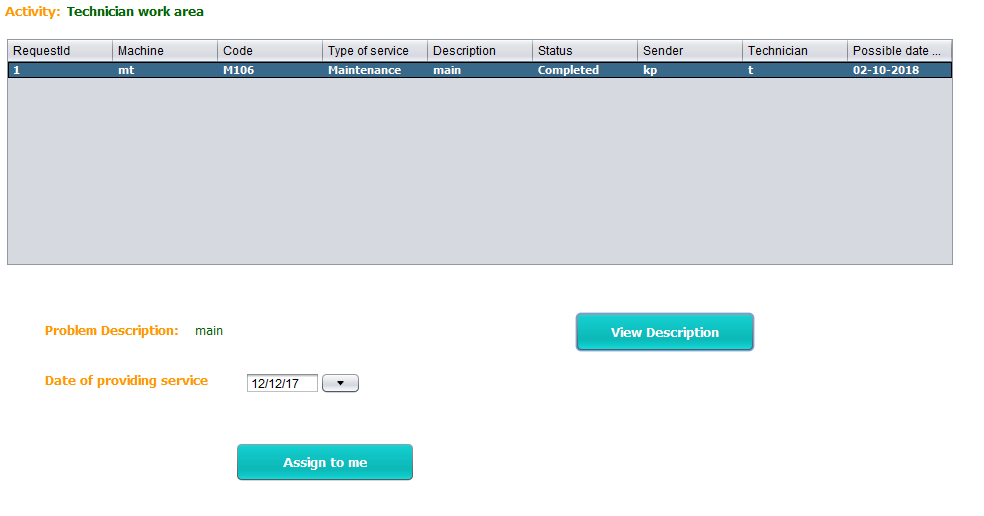 Activity: Technician work area
RequestId Machine Code Type of service Description Status Sender Technician Possible date ...
1 mt M106 Maintenance main Completed kp t 02-10-2018
Problem Description: main
View Description
Date of providing service 12/12/17
Assign to me